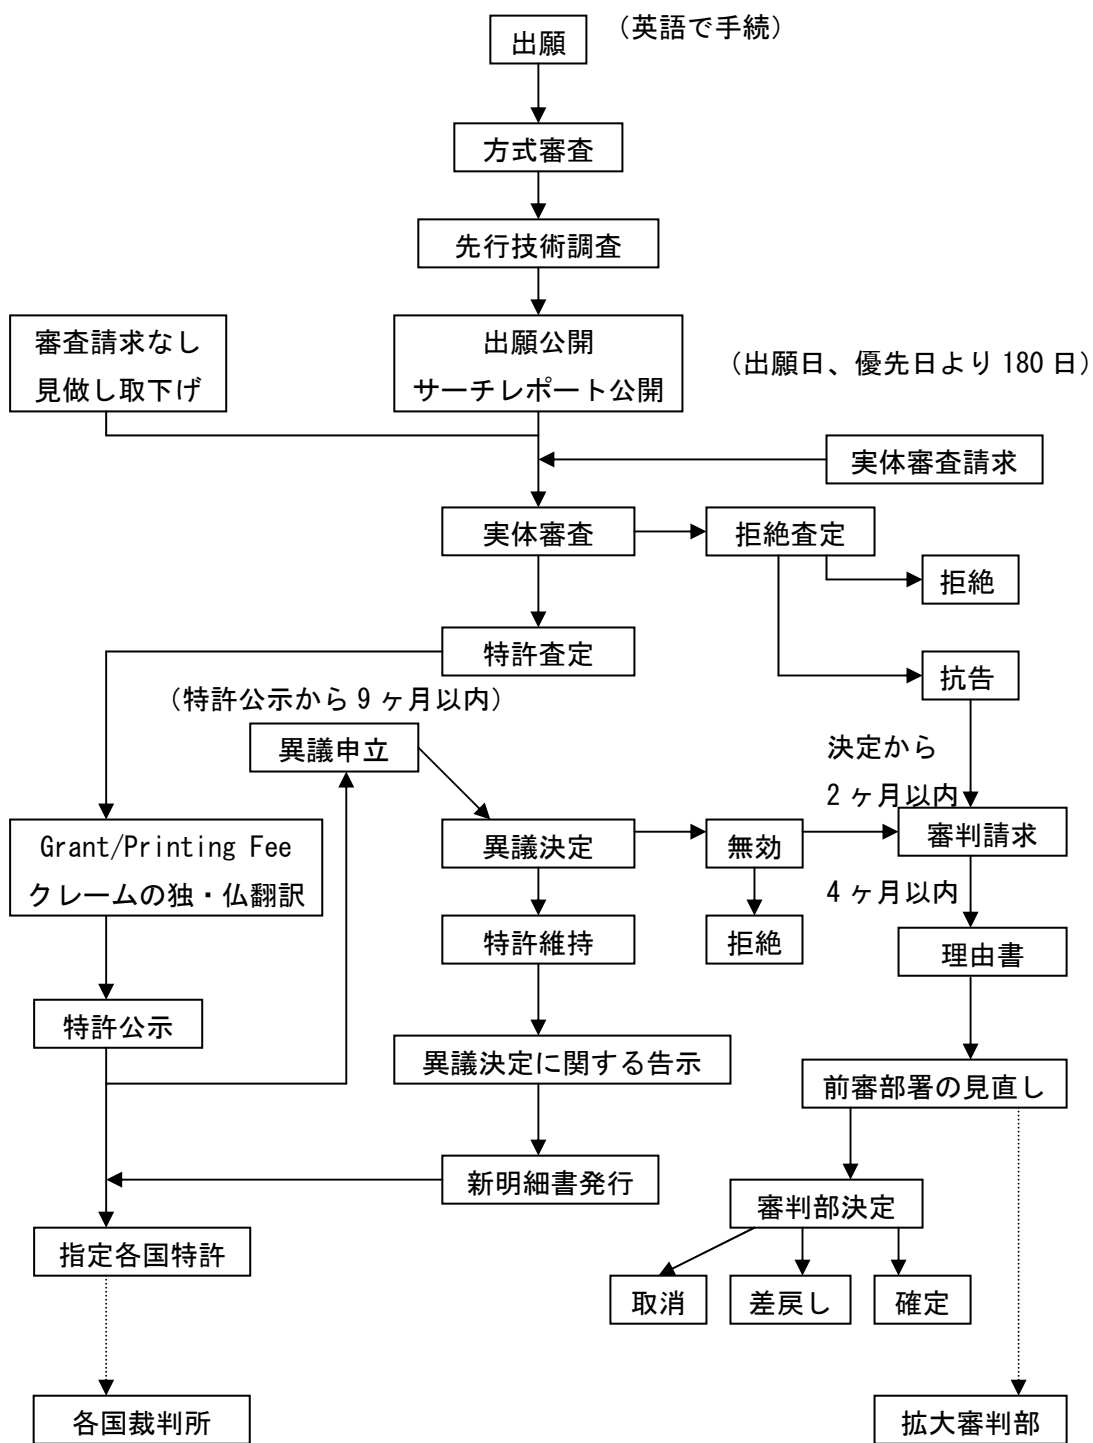 （英語で手続）
出願
方式審査
先行技術調査
審査請求なし
見做し取下げ
出願公開
サーチレポート公開
（出願日、優先日より 180 日）
実体審査請求
実体審査
拒絶査定
拒絶
特許査定
抗告
（特許公示から 9 ヶ月以内）
異議申立
決定から
2 ヶ月以内
Grant/Printing Fee
クレームの独・仏翻訳
異議決定
無効
審判請求
4 ヶ月以内
特許維持
拒絶
理由書
特許公示
異議決定に関する告示
前審部署の見直し
新明細書発行
審判部決定
指定各国特許
取消
差戻し
確定
各国裁判所
拡大審判部